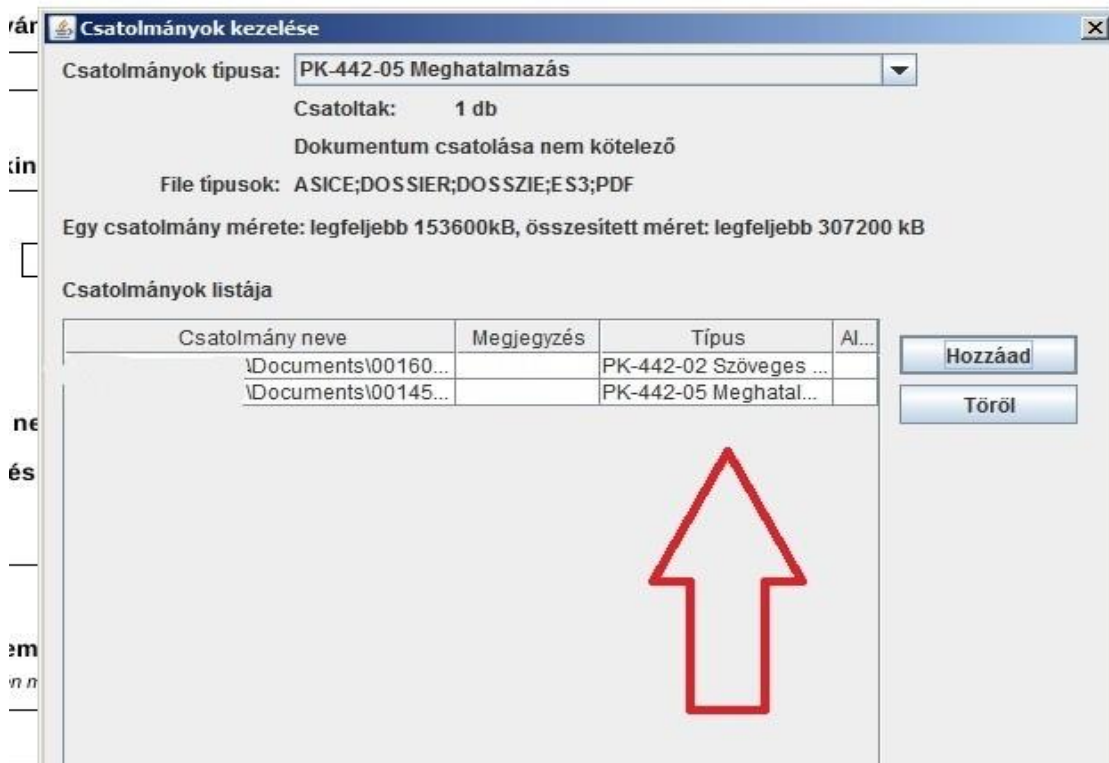 Csatolmányok kezelése
Csatolmányok típusa: PK-442-05 Meghatalmazás
Csatoltak: 1 db
Dokumentum csatolása nem kötelező
File típusok: ASICE;DOSSIER;DOSSZIE;ES3;PDF
Egy csatolmány mérete: legfeljebb 153600kB, összesített méret: legfeljebb 307200 kB
Csatolmányok listája
Csatolmány neve Megjegyzés Típus Al...
\Documents\00160... PK-442-02 Szöveges ...
\Documents\00145... PK-442-05 Meghatal...
Hozzáad
Töröl